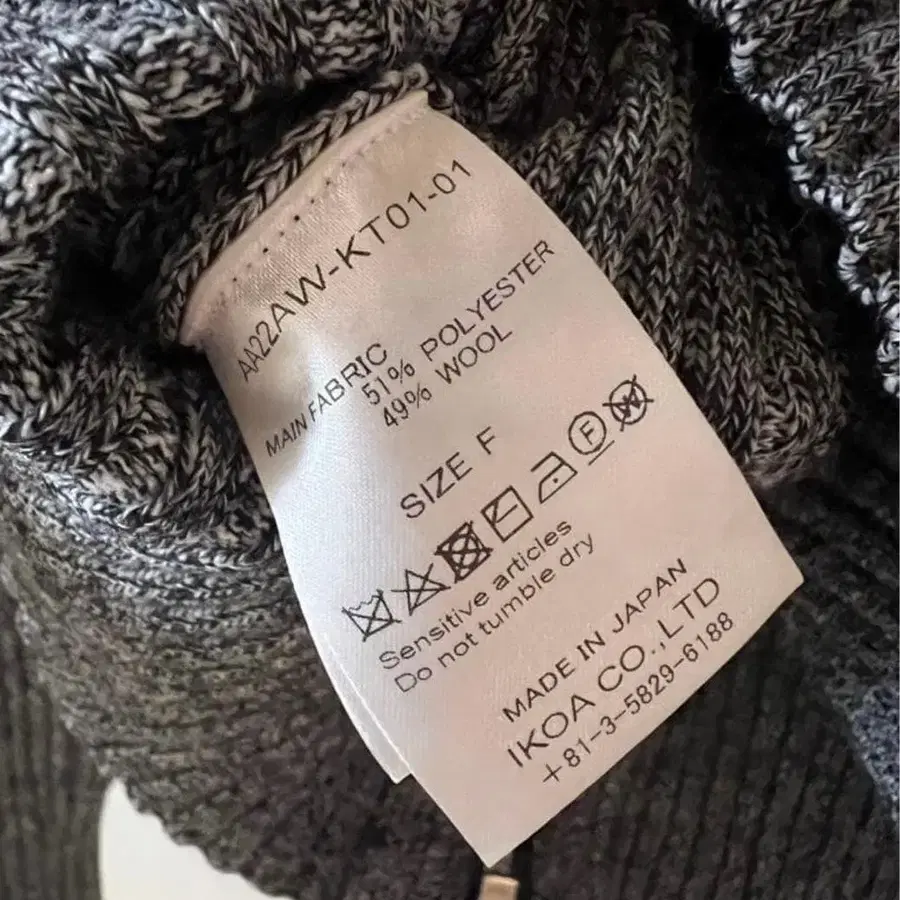 AA22AW-KT01-01
MAIN FABRIC
51% POLYESTER
49% WOOL
SIZE F
F W
Sensitive articles
Do not tumble dry
MADE IN JAPAN
IKOA CO.,LTD
+81-3-5829-6188